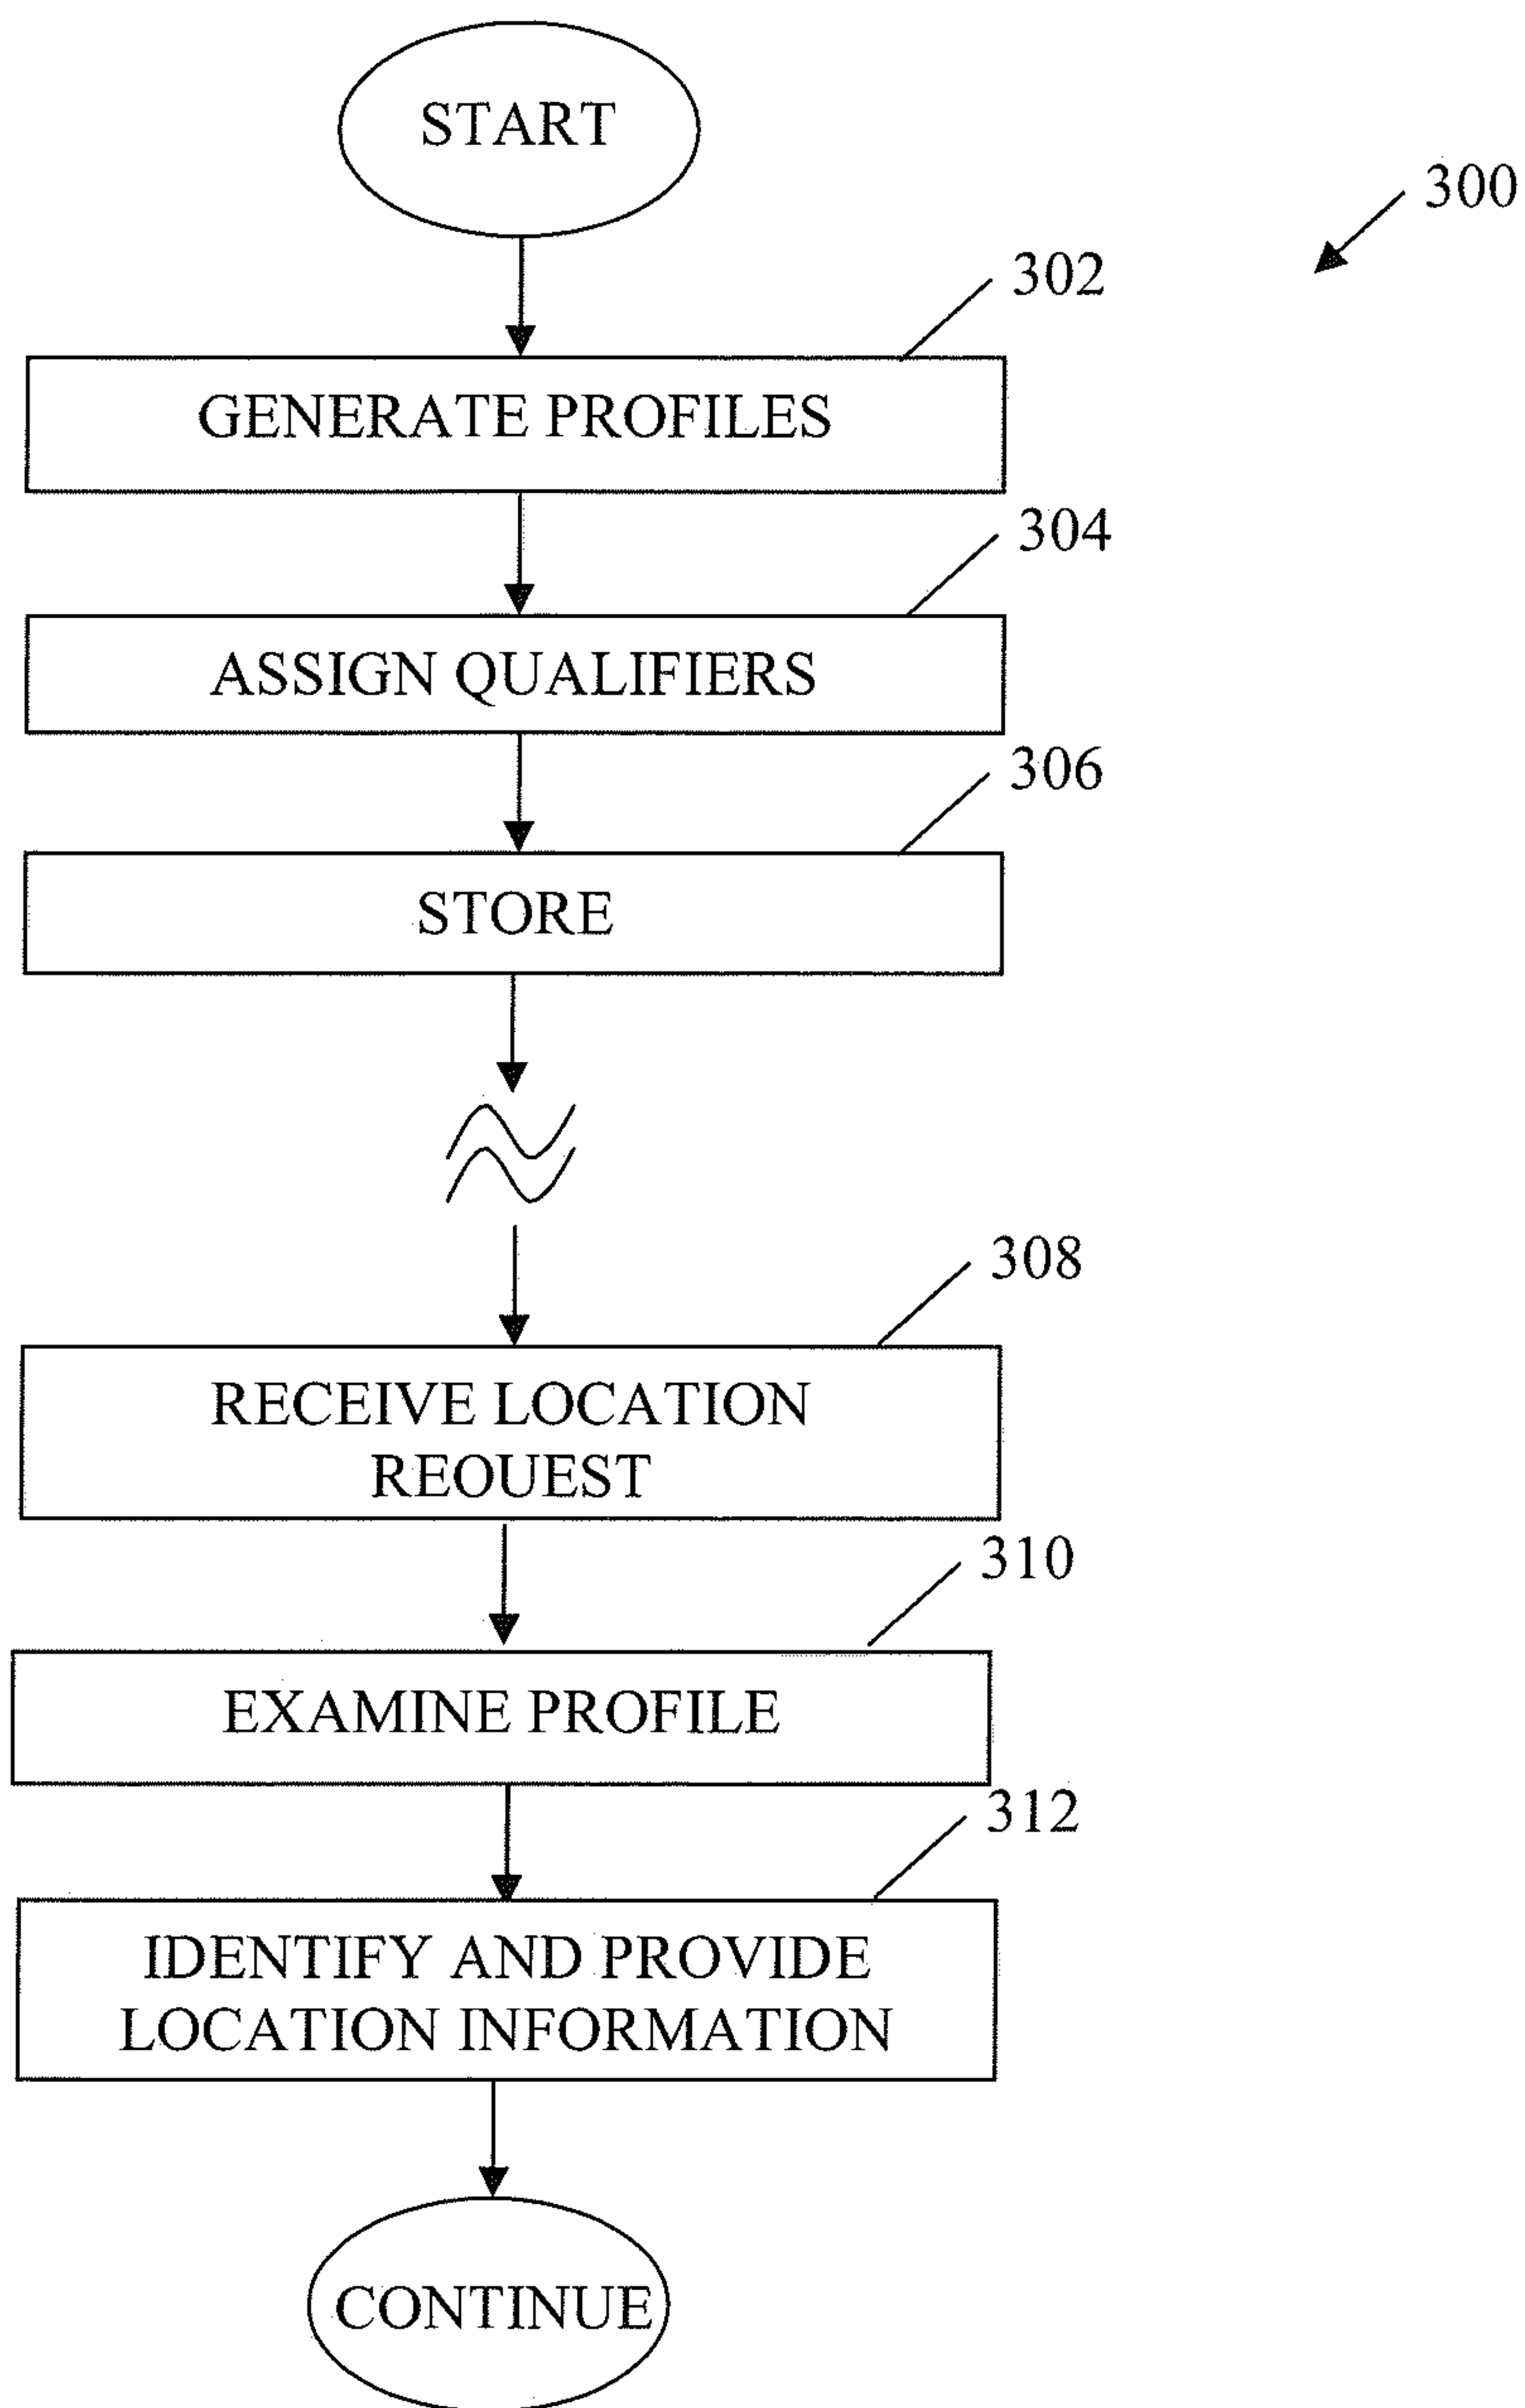 START
300
302
GENERATE PROFILES
304
ASSIGN QUALIFIERS
306
STORE
308
RECEIVE LOCATION
REOUEST
310
EXAMINE PROFILE
312
IDENTIFY AND PROVIDE
LOCATION INFORMATION
CONTINUE